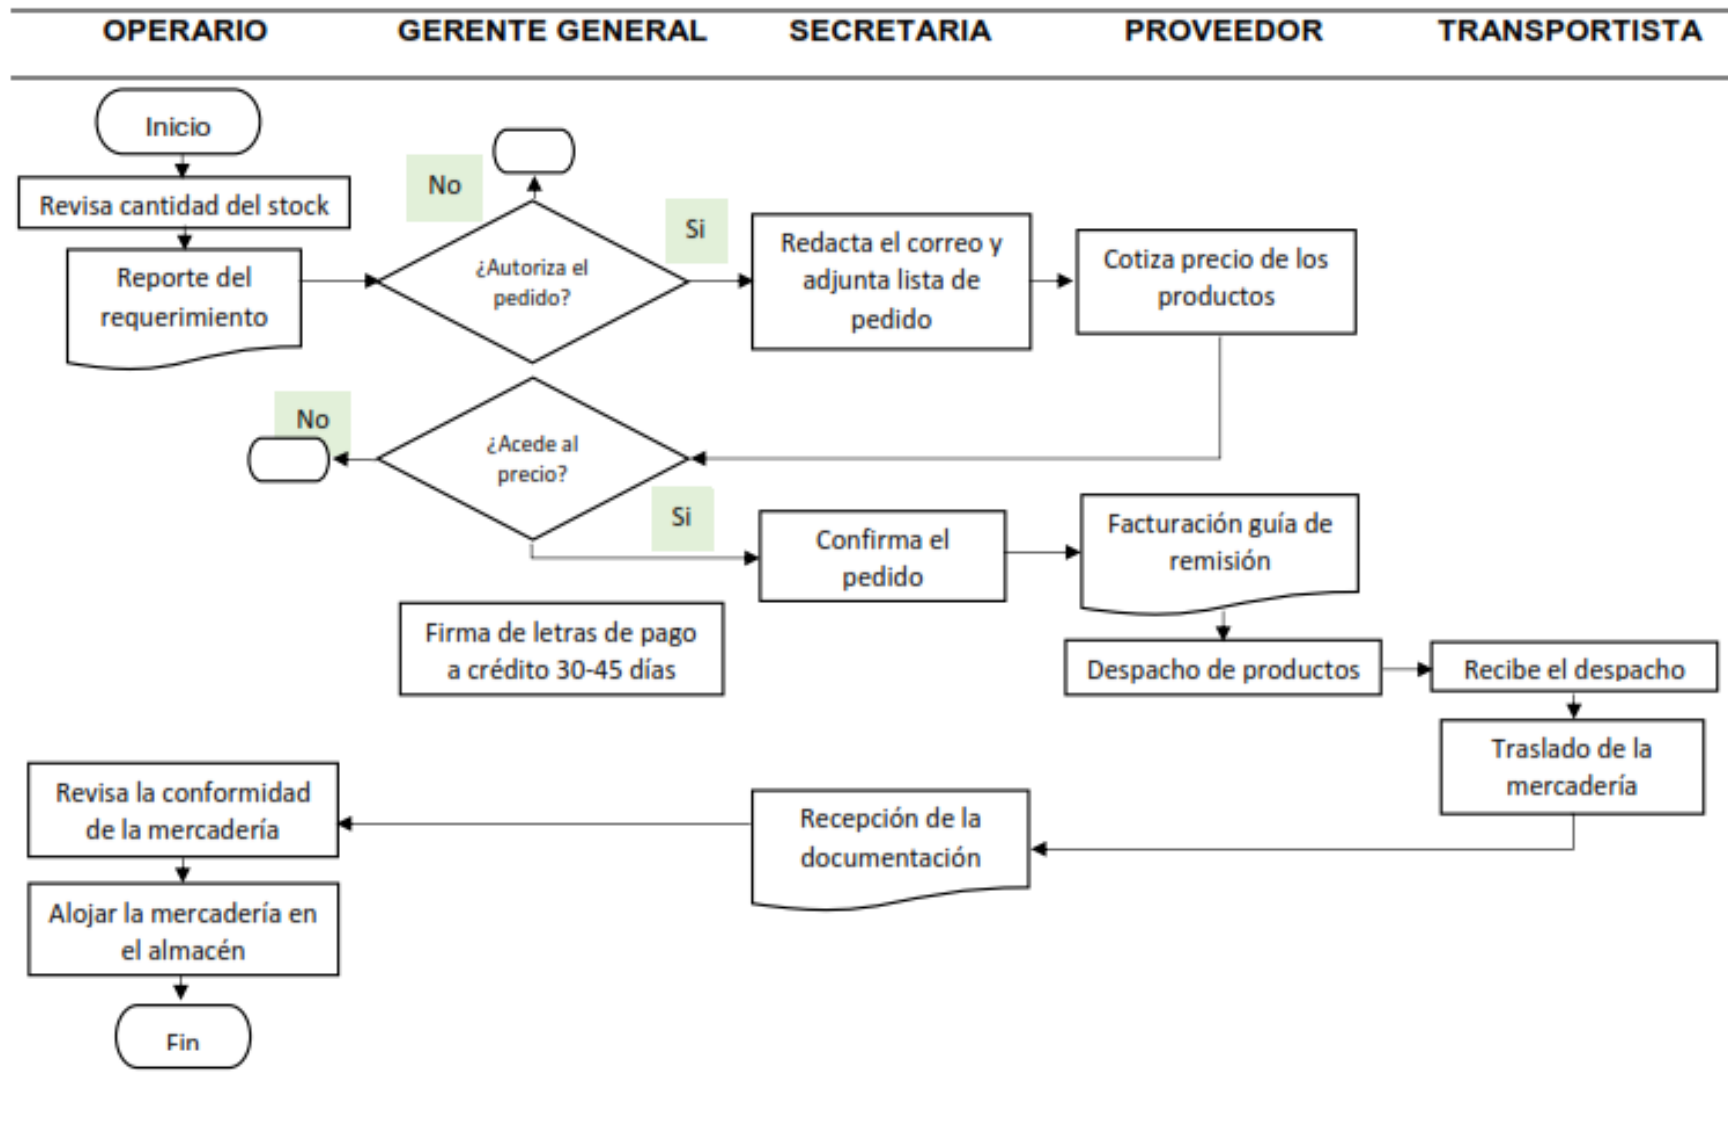 OPERARIO
GERENTE GENERAL
SECRETARIA
PROVEEDOR
TRANSPORTISTA
Inicio
Revisa cantidad del stock
Reporte del
requerimiento
No
¿Autoriza el
pedido?
Si
Redacta el correo y
adjunta lista de
pedido
Cotiza precio de los
productos
No
¿Acede al
precio?
Si
Confirma el
pedido
Facturación guía de
remisión
Firma de letras de pago
a crédito 30-45 días
Despacho de productos
Recibe el despacho
Traslado de la
mercadería
Recepción de la
documentación
Revisa la conformidad
de la mercadería
Alojar la mercadería en
el almacén
Fin